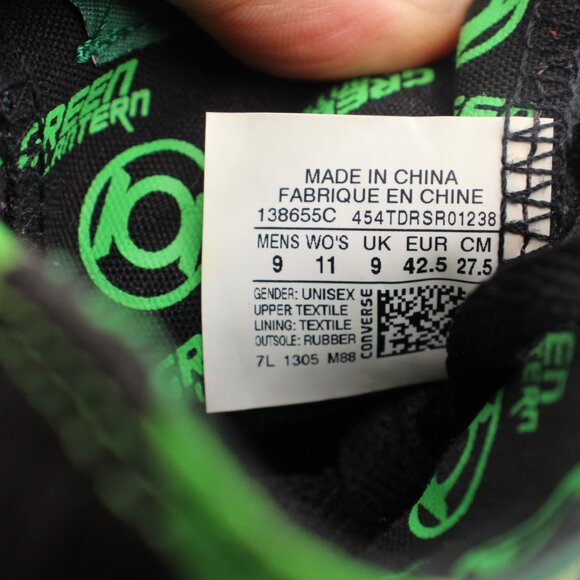 GREEN
LANTERN
GREEN
MADE IN CHINA
FABRIQUE EN CHINE
138655C 454TDRSR01238
MENS WO'S UK EUR CM
9 11 9 42.5 27.5
GENDER: UNISEX
UPPER: TEXTILE
LINING: TEXTILE
OUTSOLE: RUBBER
7L 1305 M88
CONVERSE